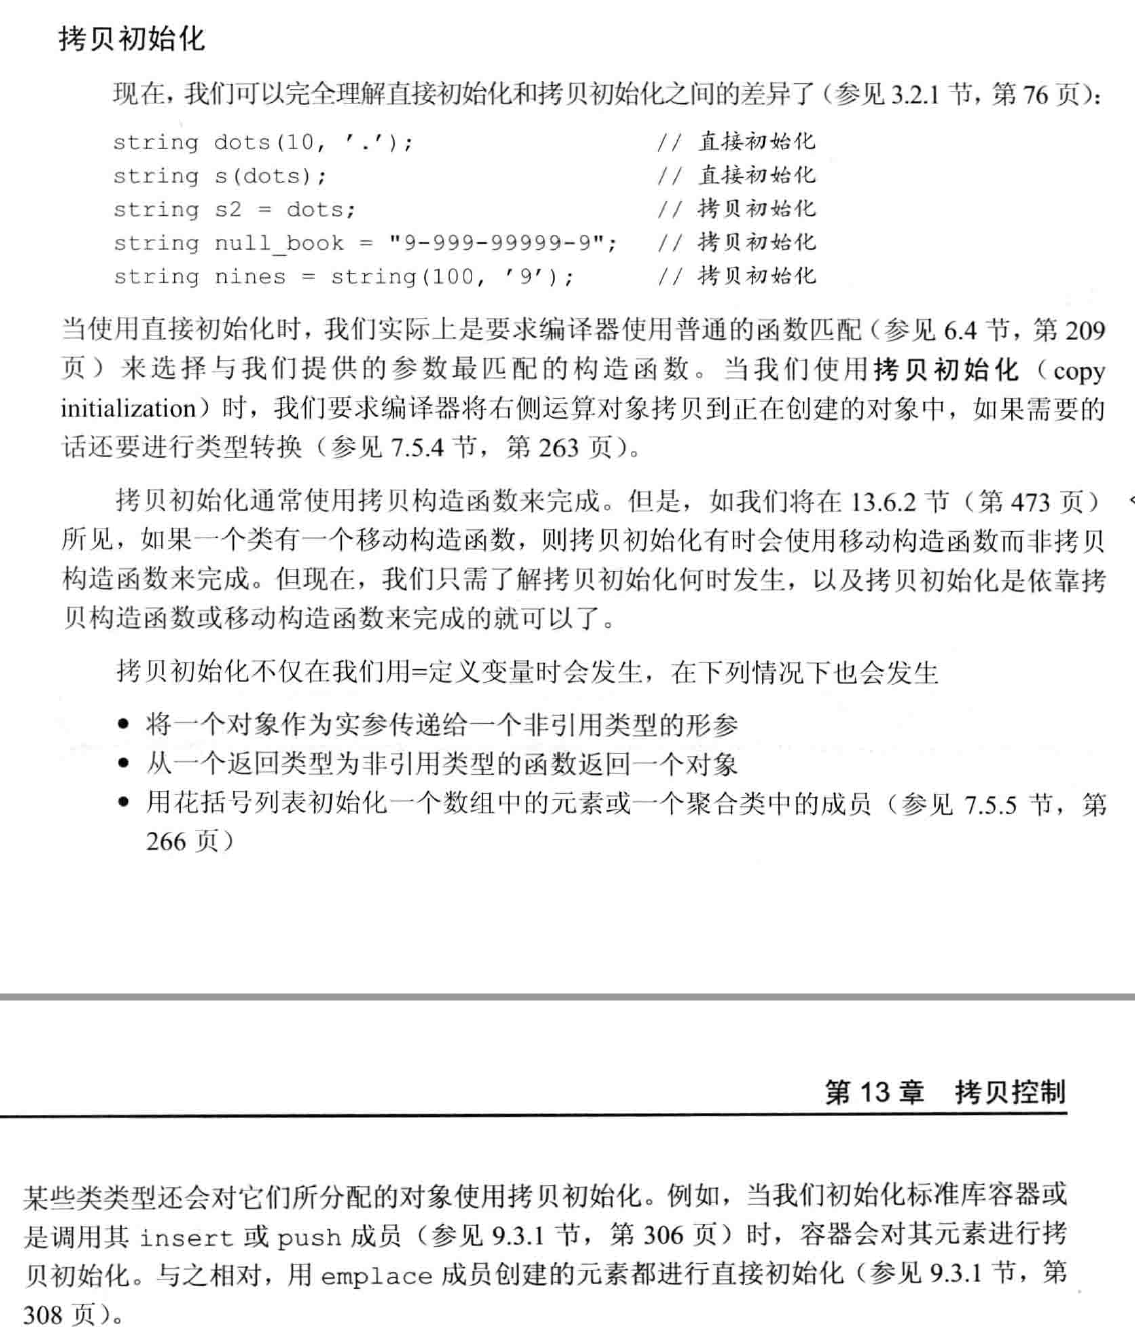 拷贝初始化
现在，我们可以完全理解直接初始化和拷贝初始化之间的差异了（参见 3.2.1 节，第 76 页）：
string dots(10, '.'); // 直接初始化
string s(dots); // 直接初始化
string s2 = dots; // 拷贝初始化
string null_book = "9-999-99999-9"; // 拷贝初始化
string nines = string(100, '9'); // 拷贝初始化
当使用直接初始化时，我们实际上是要求编译器使用普通的函数匹配（参见 6.4 节，第 209
页）来选择与我们提供的参数最匹配的构造函数。当我们使用拷贝初始化（copy
initialization）时，我们要求编译器将右侧运算对象拷贝到正在创建的对象中，如果需要的
话还要进行类型转换（参见 7.5.4 节，第 263 页）。
拷贝初始化通常使用拷贝构造函数来完成。但是，如我们将在 13.6.2 节（第 473 页）
所见，如果一个类有一个移动构造函数，则拷贝初始化有时会使用移动构造函数而非拷贝
构造函数来完成。但现在，我们只需了解拷贝初始化何时发生，以及拷贝初始化是依靠拷
贝构造函数或移动构造函数来完成的就可以了。
拷贝初始化不仅在我们用=定义变量时会发生，在下列情况下也会发生
• 将一个对象作为实参传递给一个非引用类型的形参
• 从一个返回类型为非引用类型的函数返回一个对象
• 用花括号列表初始化一个数组中的元素或一个聚合类中的成员（参见 7.5.5 节，第
266 页）
第 13 章 拷贝控制
某些类类型还会对它们所分配的对象使用拷贝初始化。例如，当我们初始化标准库容器或
是调用其 insert 或 push 成员（参见 9.3.1 节，第 306 页）时，容器会对其元素进行拷
贝初始化。与之相对，用 emplace 成员创建的元素都进行直接初始化（参见 9.3.1 节，第
308 页）。